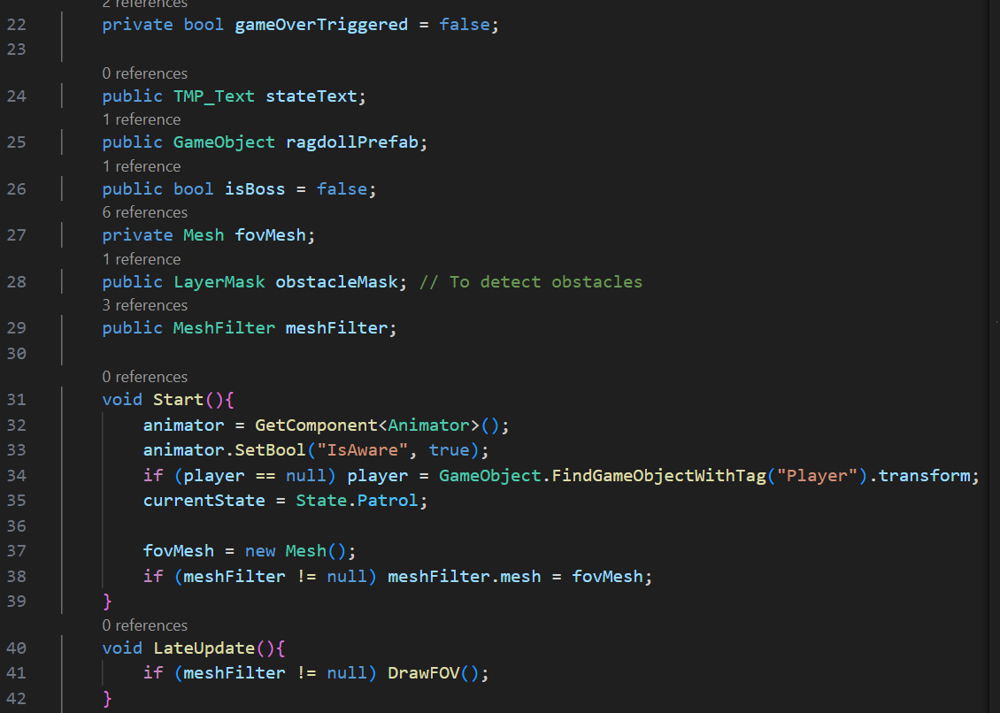 2 references
22 private bool gameOverTriggered = false;
23
0 references
24 public TMP_Text stateText;
1 reference
25 public GameObject ragdollPrefab;
1 reference
26 public bool isBoss = false;
6 references
27 private Mesh fovMesh;
1 reference
28 public LayerMask obstacleMask; // To detect obstacles
3 references
29 public MeshFilter meshFilter;
30
0 references
31 void Start(){
32 animator = GetComponent<Animator>();
33 animator.SetBool("IsAware", true);
34 if (player == null) player = GameObject.FindGameObjectWithTag("Player").transform;
35 currentState = State.Patrol;
36
37 fovMesh = new Mesh();
38 if (meshFilter != null) meshFilter.mesh = fovMesh;
39 }
0 references
40 void LateUpdate(){
41 if (meshFilter != null) DrawFOV();
42 }